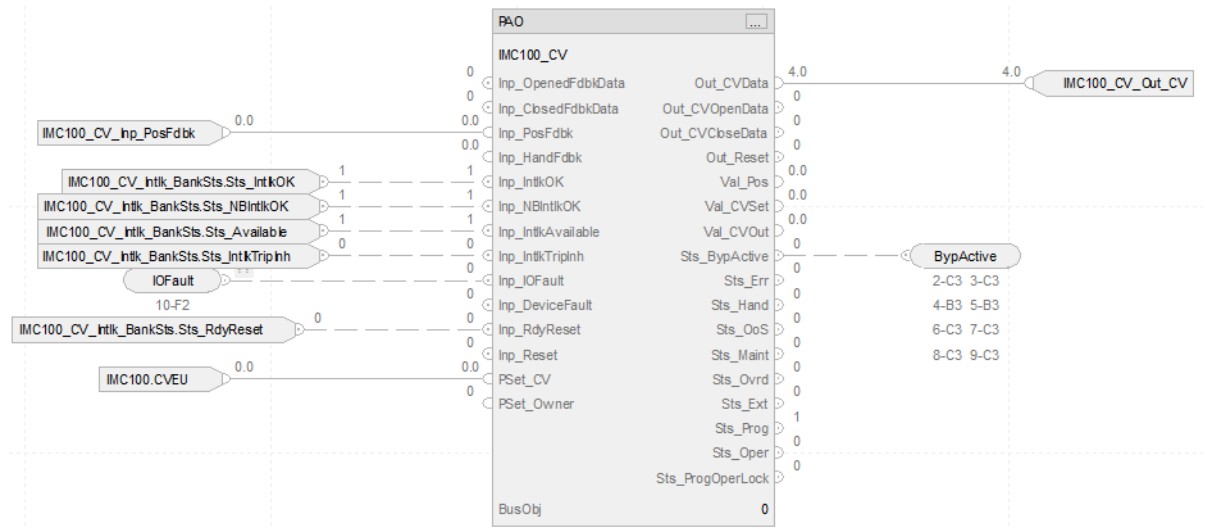 PAO ...
IMC100_CV
0 Inp_OpenedFdbkData Out_CVData 4.0 4.0 IMC100_CV_Out_CV
0 Inp_ClosedFdbkData Out_CVOpenData 0
IMC100_CV_Inp_PosFdbk 0.0 0.0 Inp_PosFdbk Out_CVCloseData 0
0.0 Inp_HandFdbk Out_Reset 0
IMC100_CV_Intlk_BankSts.Sts_IntlkOK 1 1 Inp_IntlkOK Val_Pos 0.0
IMC100_CV_Intlk_BankSts.Sts_NBIntlkOK 1 1 Inp_NBIntlkOK Val_CVSet 0.0
IMC100_CV_Intlk_BankSts.Sts_Available 1 1 Inp_IntlkAvailable Val_CVOut 0.0
IMC100_CV_Intlk_BankSts.Sts_IntlkTripInh 0 0 Inp_IntlkTripInh Sts_BypActive 0 BypActive
IOFault 0 Inp_IOFault Sts_Err 0 2-C3 3-C3
10-F2 0 Inp_DeviceFault Sts_Hand 0 4-B3 5-B3
IMC100_CV_Intlk_BankSts.Sts_RdyReset 0 0 Inp_RdyReset Sts_OoS 0 6-C3 7-C3
0 Inp_Reset Sts_Maint 0 8-C3 9-C3
IMC100.CVEU 0.0 0.0 PSet_CV Sts_Ovrd 0
0 PSet_Owner Sts_Ext 0
Sts_Prog 1
Sts_Oper 0
Sts_ProgOperLock 0
BusObj 0